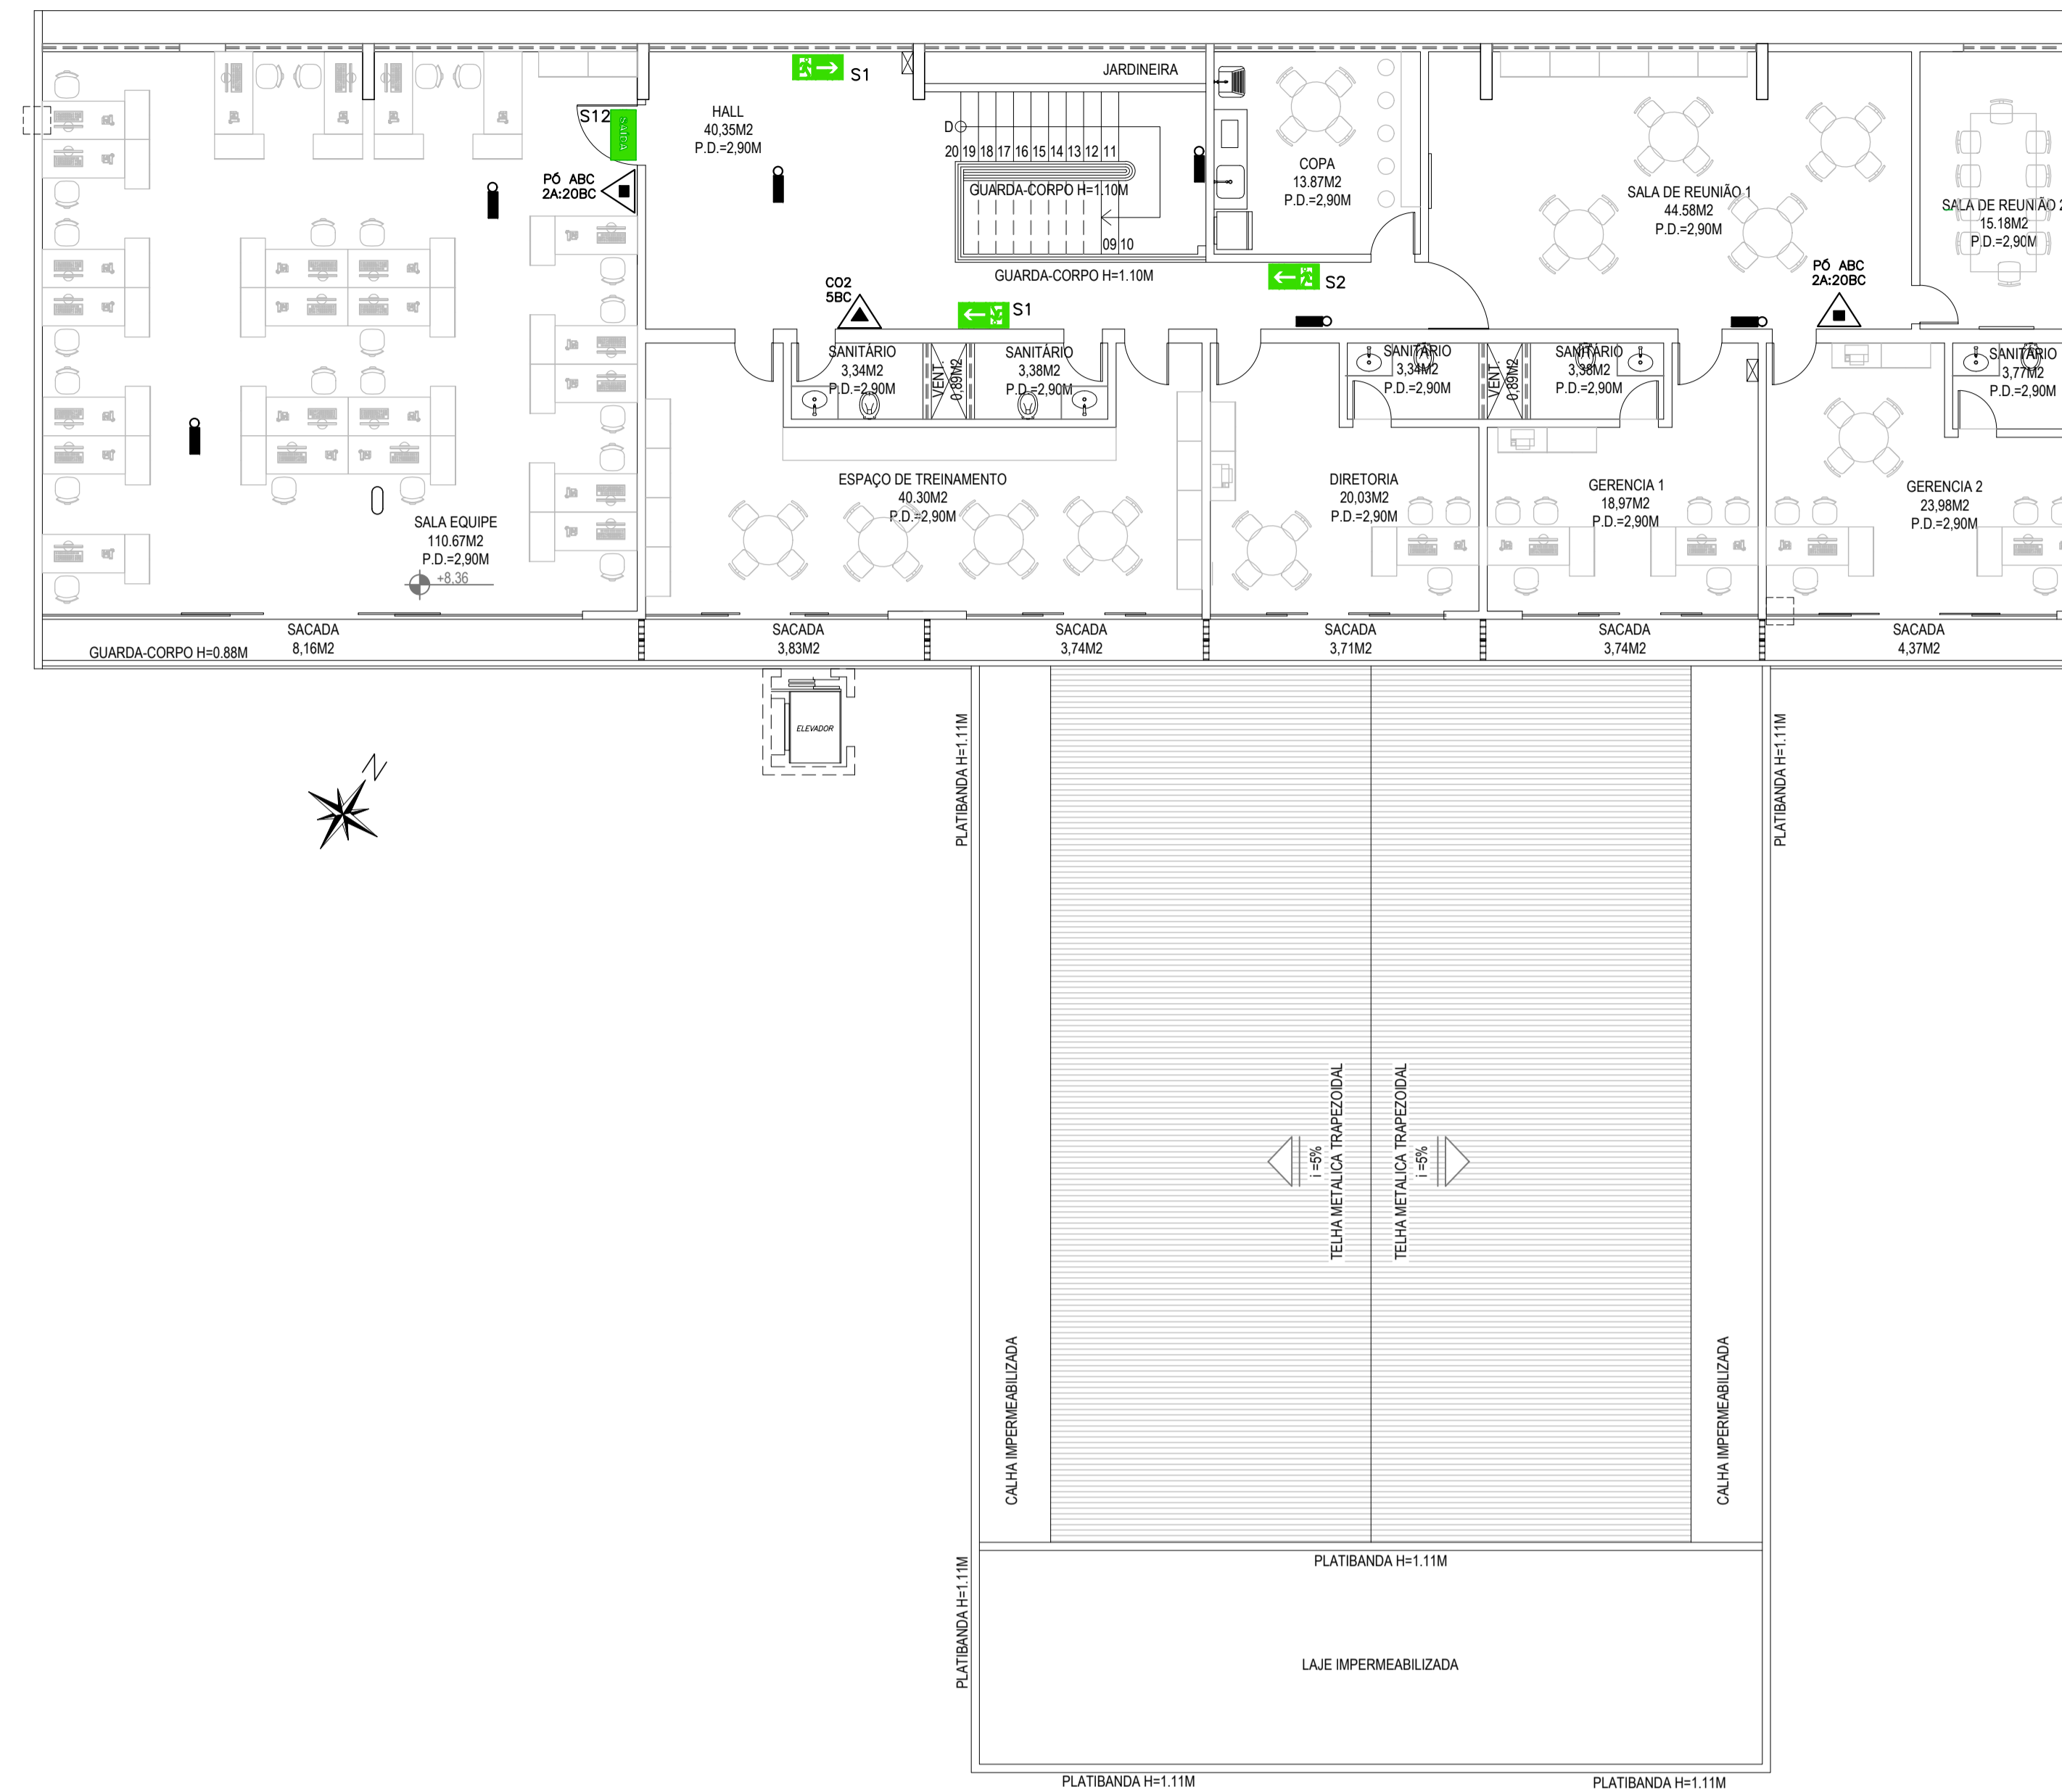 JARDINEIRA
S1
S12
SAÍDA
HALL
40,35M2
P.D.=2,90M
D
20 19 18 17 16 15 14 13 12 11
GUARDA-CORPO H=1.10M
09 10
GUARDA-CORPO H=1.10M
COPA
13.87M2
P.D.=2,90M
SALA DE REUNIÃO 1
44.58M2
P.D.=2,90M
SALA DE REUNIÃO 2
15.18M2
P.D.=2,90M
PÓ ABC
2A:20BC
CO2
5BC
S1
S2
PÓ ABC
2A:20BC
SANITÁRIO
3,34M2
P.D.=2,90M
VENT.
0,89M2
SANITÁRIO
3,38M2
P.D.=2,90M
SANITÁRIO
3,34M2
P.D.=2,90M
VENT.
0,89M2
SANITÁRIO
3,38M2
P.D.=2,90M
SANITÁRIO
3,77M2
P.D.=2,90M
SALA EQUIPE
110.67M2
P.D.=2,90M
+8.36
ESPAÇO DE TREINAMENTO
40.30M2
P.D.=2,90M
DIRETORIA
20,03M2
P.D.=2,90M
GERENCIA 1
18,97M2
P.D.=2,90M
GERENCIA 2
23,98M2
P.D.=2,90M
GUARDA-CORPO H=0.88M
SACADA
8,16M2
SACADA
3,83M2
SACADA
3,74M2
SACADA
3,71M2
SACADA
3,74M2
SACADA
4,37M2
ELEVADOR
N
PLATIBANDA H=1.11M
PLATIBANDA H=1.11M
TELHA METALICA TRAPEZOIDAL
i =5%
TELHA METALICA TRAPEZOIDAL
i =5%
CALHA IMPERMEABILIZADA
CALHA IMPERMEABILIZADA
PLATIBANDA H=1.11M
PLATIBANDA H=1.11M
LAJE IMPERMEABILIZADA
PLATIBANDA H=1.11M
PLATIBANDA H=1.11M